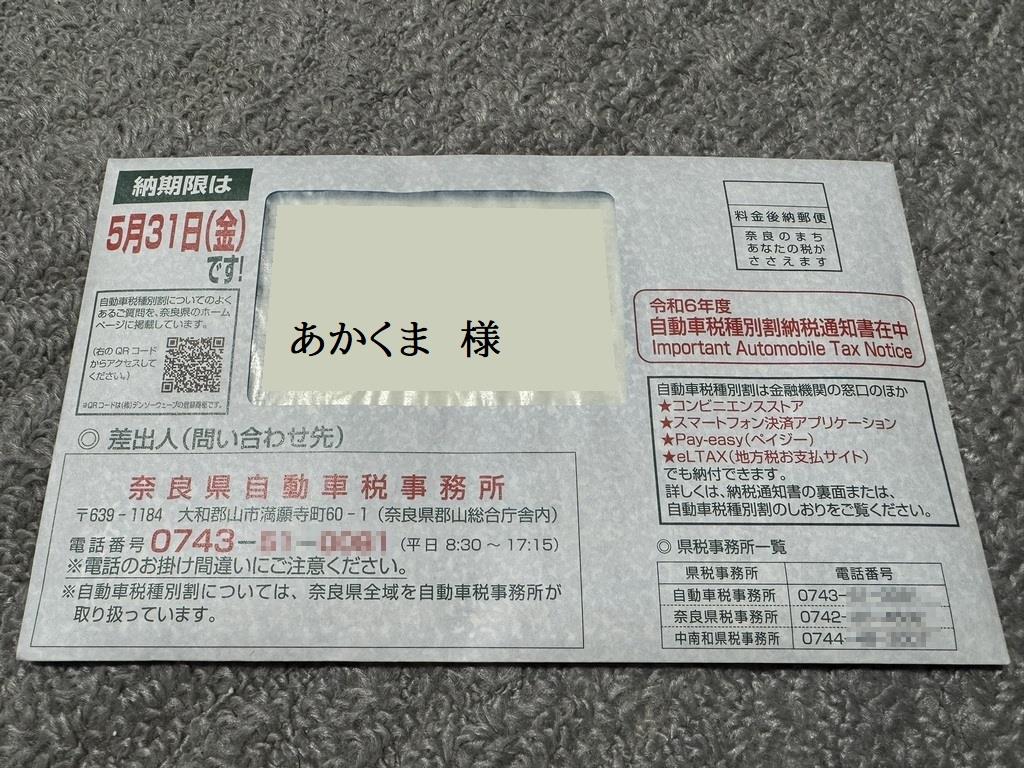 納期限は
5月31日(金)
です!
自動車税種別割についてのよく
あるご質問を、奈良県のホーム
ページに掲載しています。
(右のQRコード
からアクセスして
ください。)
※QRコードは(株)デンソーウェーブの登録商標です。
あかくま 様
料金後納郵便
奈良のまち
あなたの税が
ささえます
令和6年度
自動車税種別割納税通知書在中
Important Automobile Tax Notice
自動車税種別割は金融機関の窓口のほか
★コンビニエンスストア
★スマートフォン決済アプリケーション
★Pay-easy(ペイジー)
★eLTAX(地方税お支払サイト)
でも納付できます。
詳しくは、納税通知書の裏面または、
自動車税種別割のしおりをご覧ください。
◎ 差出人(問い合わせ先)
奈良県自動車税事務所
〒639-1184 大和郡山市満願寺町60-1(奈良県郡山総合庁舎内)
電話番号 0743- (平日 8:30~17:15)
※電話のお掛け間違いにご注意ください。
※自動車税種別割については、奈良県全域を自動車税事務所が
取り扱っています。
◎ 県税事務所一覧
県税事務所 電話番号
自動車税事務所 0743-
奈良県税事務所 0742-
中南和県税事務所 0744-